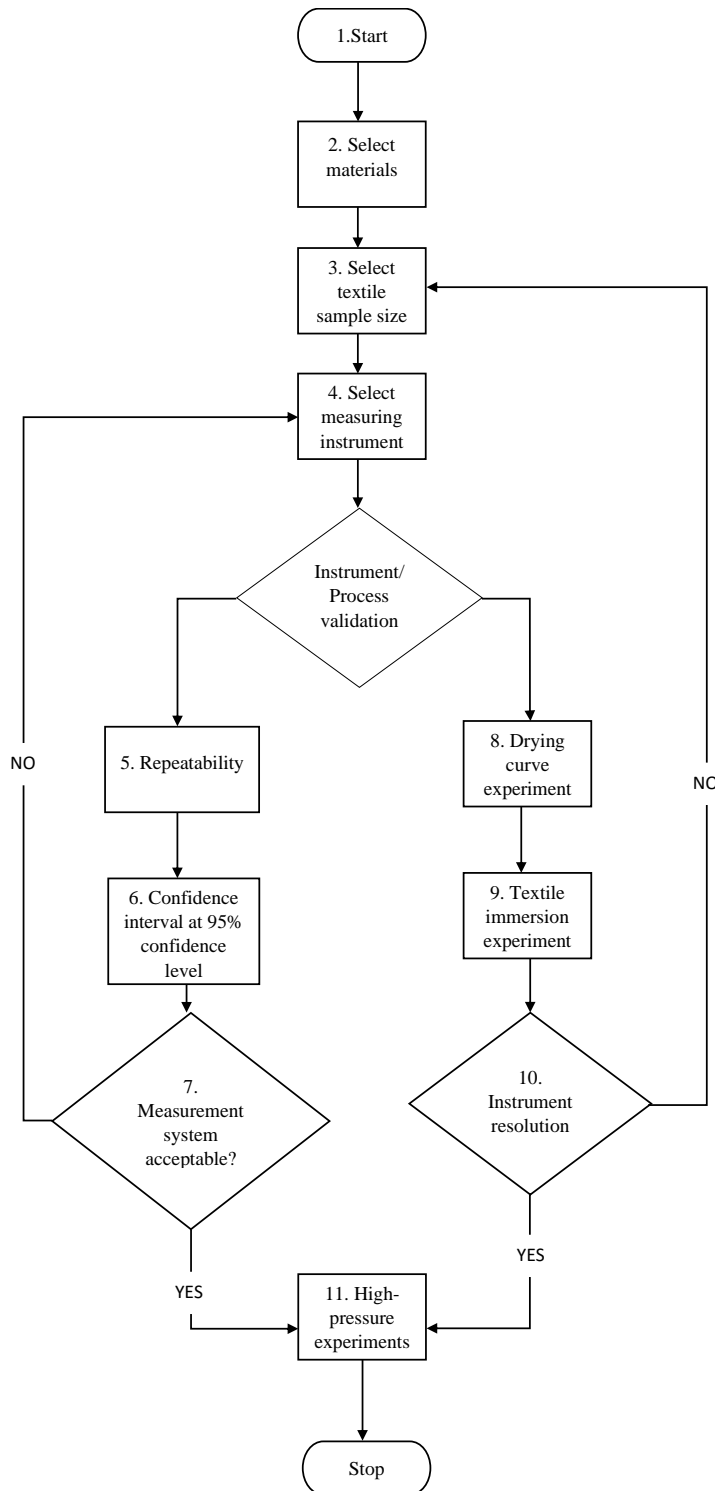 1.Start
2. Select
materials
3. Select
textile
sample size
4. Select
measuring
instrument
Instrument/
Process
validation
5. Repeatability
NO
6. Confidence
interval at 95%
confidence
level
7.
Measurement
system
acceptable?
YES
8. Drying
curve
experiment
NO
9. Textile
immersion
experiment
10.
Instrument
resolution
YES
11. High-
pressure
experiments
Stop